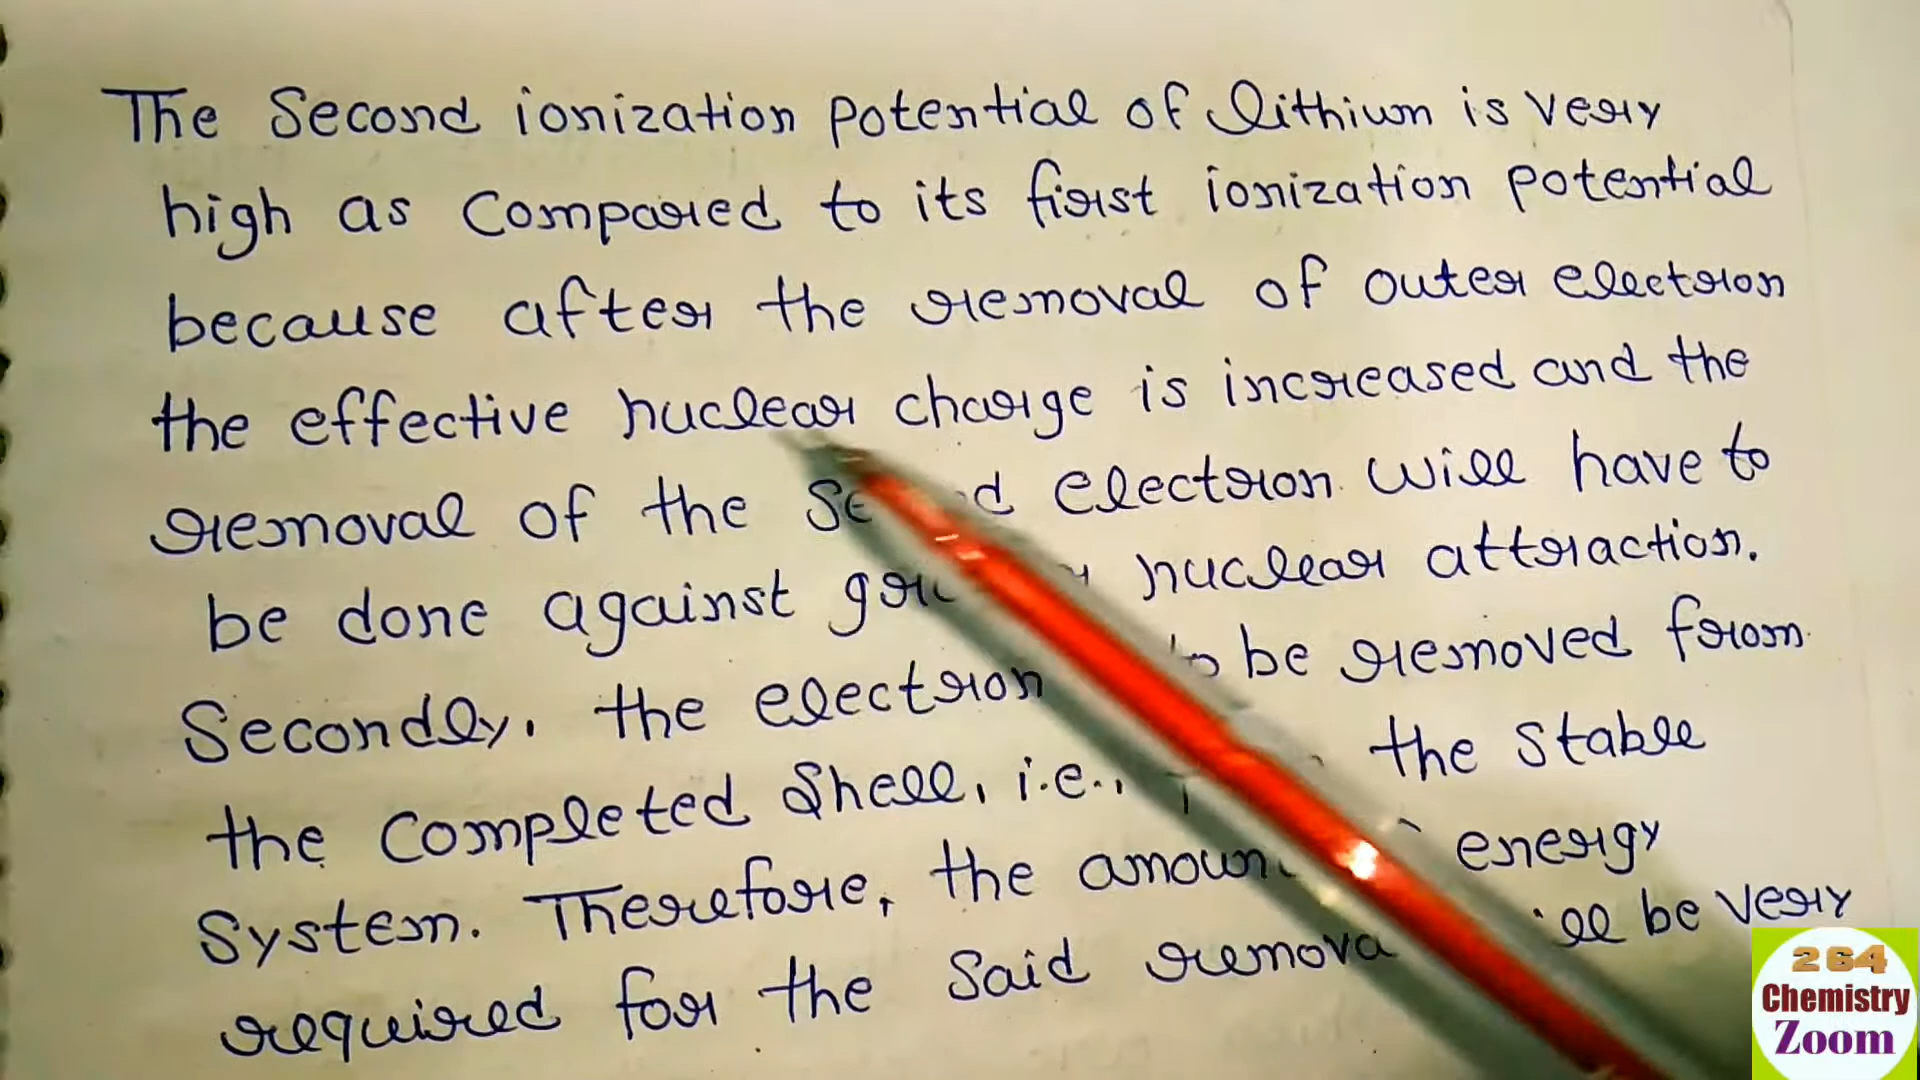 The Second ionization potential of lithium is very
high as compared to its first ionization potential
because after the removal of outer electron
the effective nuclear charge is increased and the
removal of the electron will have to
be done against nuclear attraction.
Secondly, the electron be removed from
the completed shell, i.e., the stable
system. Therefore, the energy
required for the said be very
264
Chemistry
Zoom